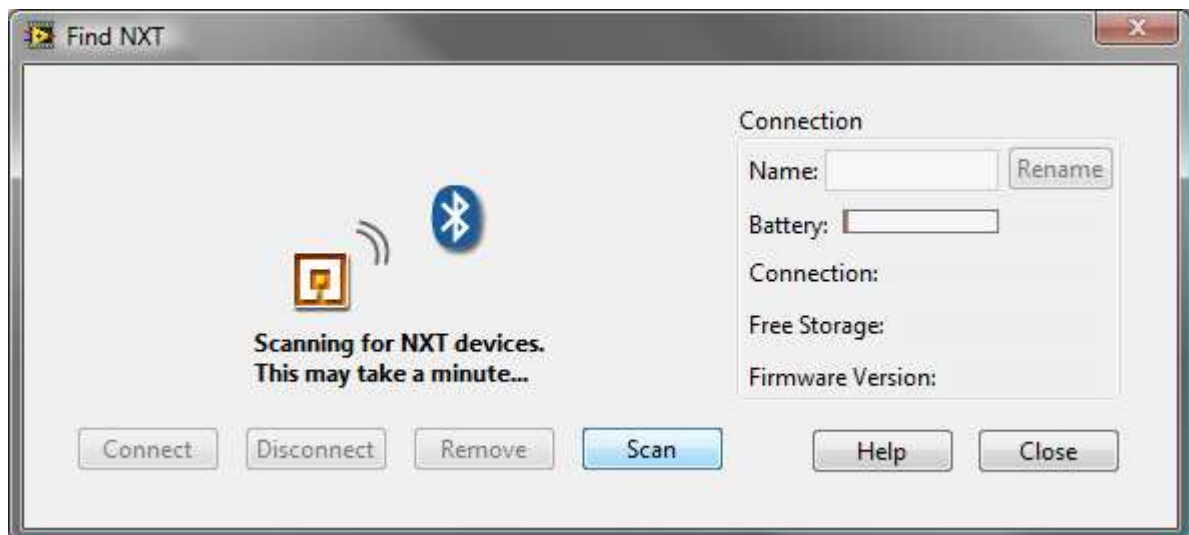 Find NXT
Connection
Name:
Rename
Battery:
Connection:
Free Storage:
Firmware Version:
Scanning for NXT devices.
This may take a minute...
Connect
Disconnect
Remove
Scan
Help
Close